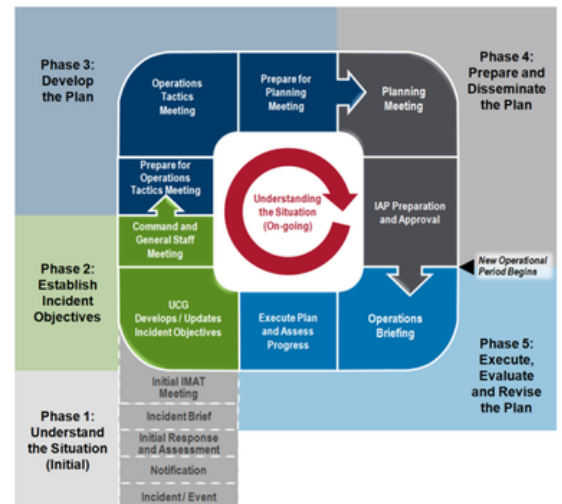 Phase 3:
Develop
the Plan
Operations
Tactics
Meeting
Prepare for
Planning
Meeting
Planning
Meeting
Phase 4:
Prepare and
Disseminate
the Plan
Prepare for
Operations
Tactics Meeting
Understanding
the Situation
(On-going)
IAP Preparation
and Approval
Command and
General Staff
Meeting
New Operational
Period Begins
Phase 2:
Establish
Incident
Objectives
UCG
Develops / Updates
Incident Objectives
Execute Plan
and Assess
Progress
Operations
Briefing
Phase 5:
Execute,
Evaluate
and Revise
the Plan
Phase 1:
Understand
the Situation
(Initial)
Initial IMAT
Meeting
Incident Brief
Initial Response
and Assessment
Notification
Incident / Event